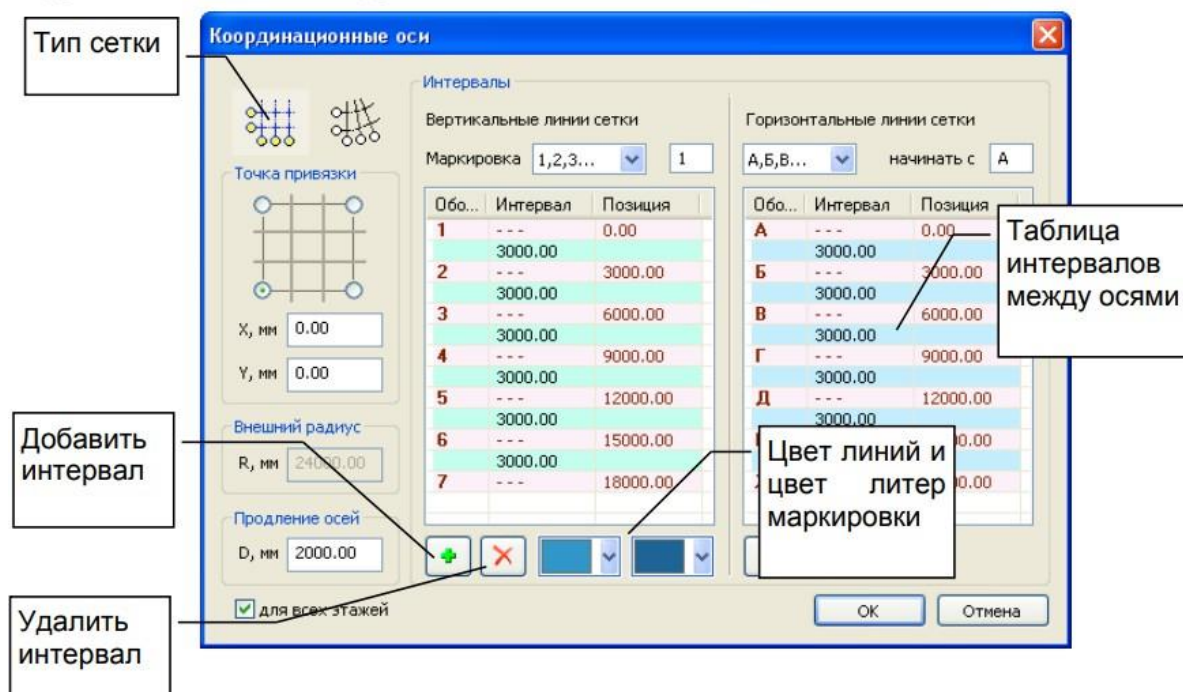 Тип сетки
Координационные оси
Интервалы
Вертикальные линии сетки
Горизонтальные линии сетки
Маркировка 1,2,3... 1
А,Б,В... начинать с А
Точка привязки
Обо... Интервал Позиция
1 - - - 0.00
3000.00
2 - - - 3000.00
3000.00
3 - - - 6000.00
3000.00
4 - - - 9000.00
3000.00
5 - - - 12000.00
3000.00
6 - - - 15000.00
3000.00
7 - - - 18000.00
Обо... Интервал Позиция
А - - - 0.00
3000.00
Б - - - 3000.00
3000.00
В - - - 6000.00
3000.00
Г - - - 9000.00
3000.00
Д - - - 12000.00
3000.00
Таблица
интервалов
между осями
X, мм 0.00
Y, мм 0.00
Внешний радиус
R, мм 24000.00
Продление осей
D, мм 2000.00
Добавить
интервал
Цвет линий и
цвет литер
маркировки
для всех этажей
OK
Отмена
Удалить
интервал